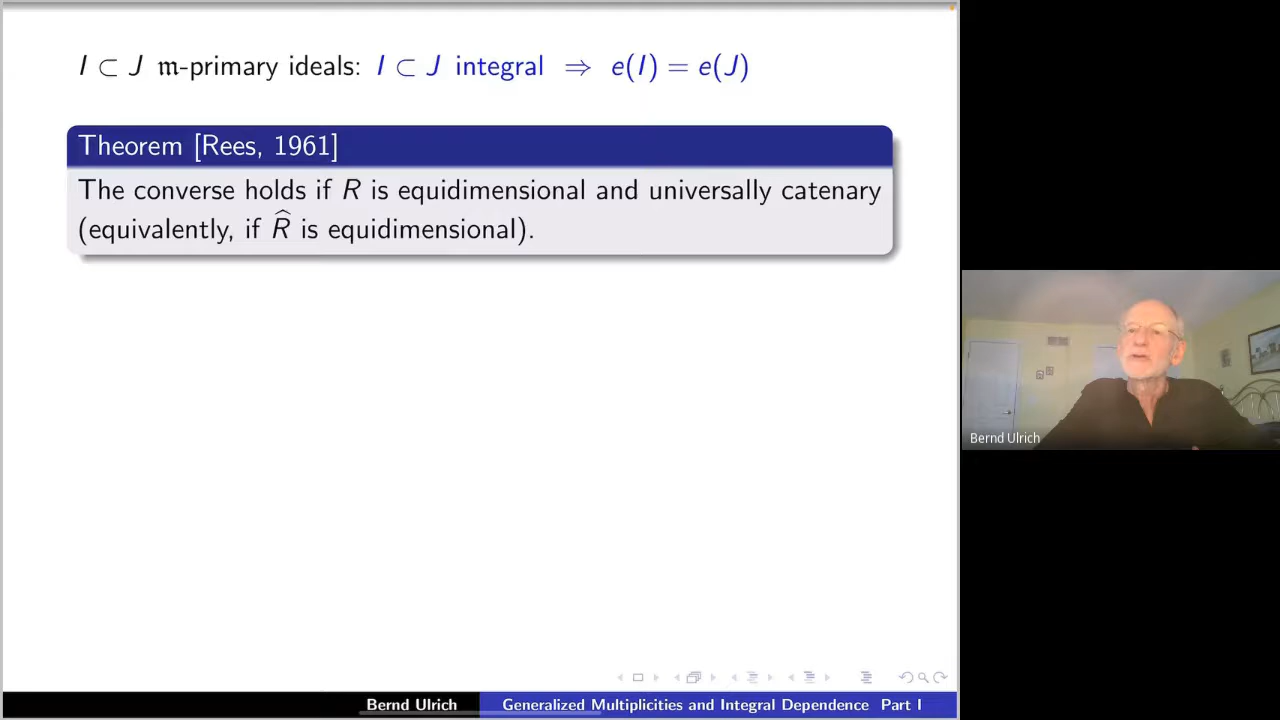 I ⊂ J 𝔪-primary ideals: I ⊂ J integral ⇒ e(I) = e(J)
Theorem [Rees, 1961]
The converse holds if R is equidimensional and universally catenary
(equivalently, if R̂ is equidimensional).
Bernd Ulrich
Bernd Ulrich Generalized Multiplicities and Integral Dependence Part I